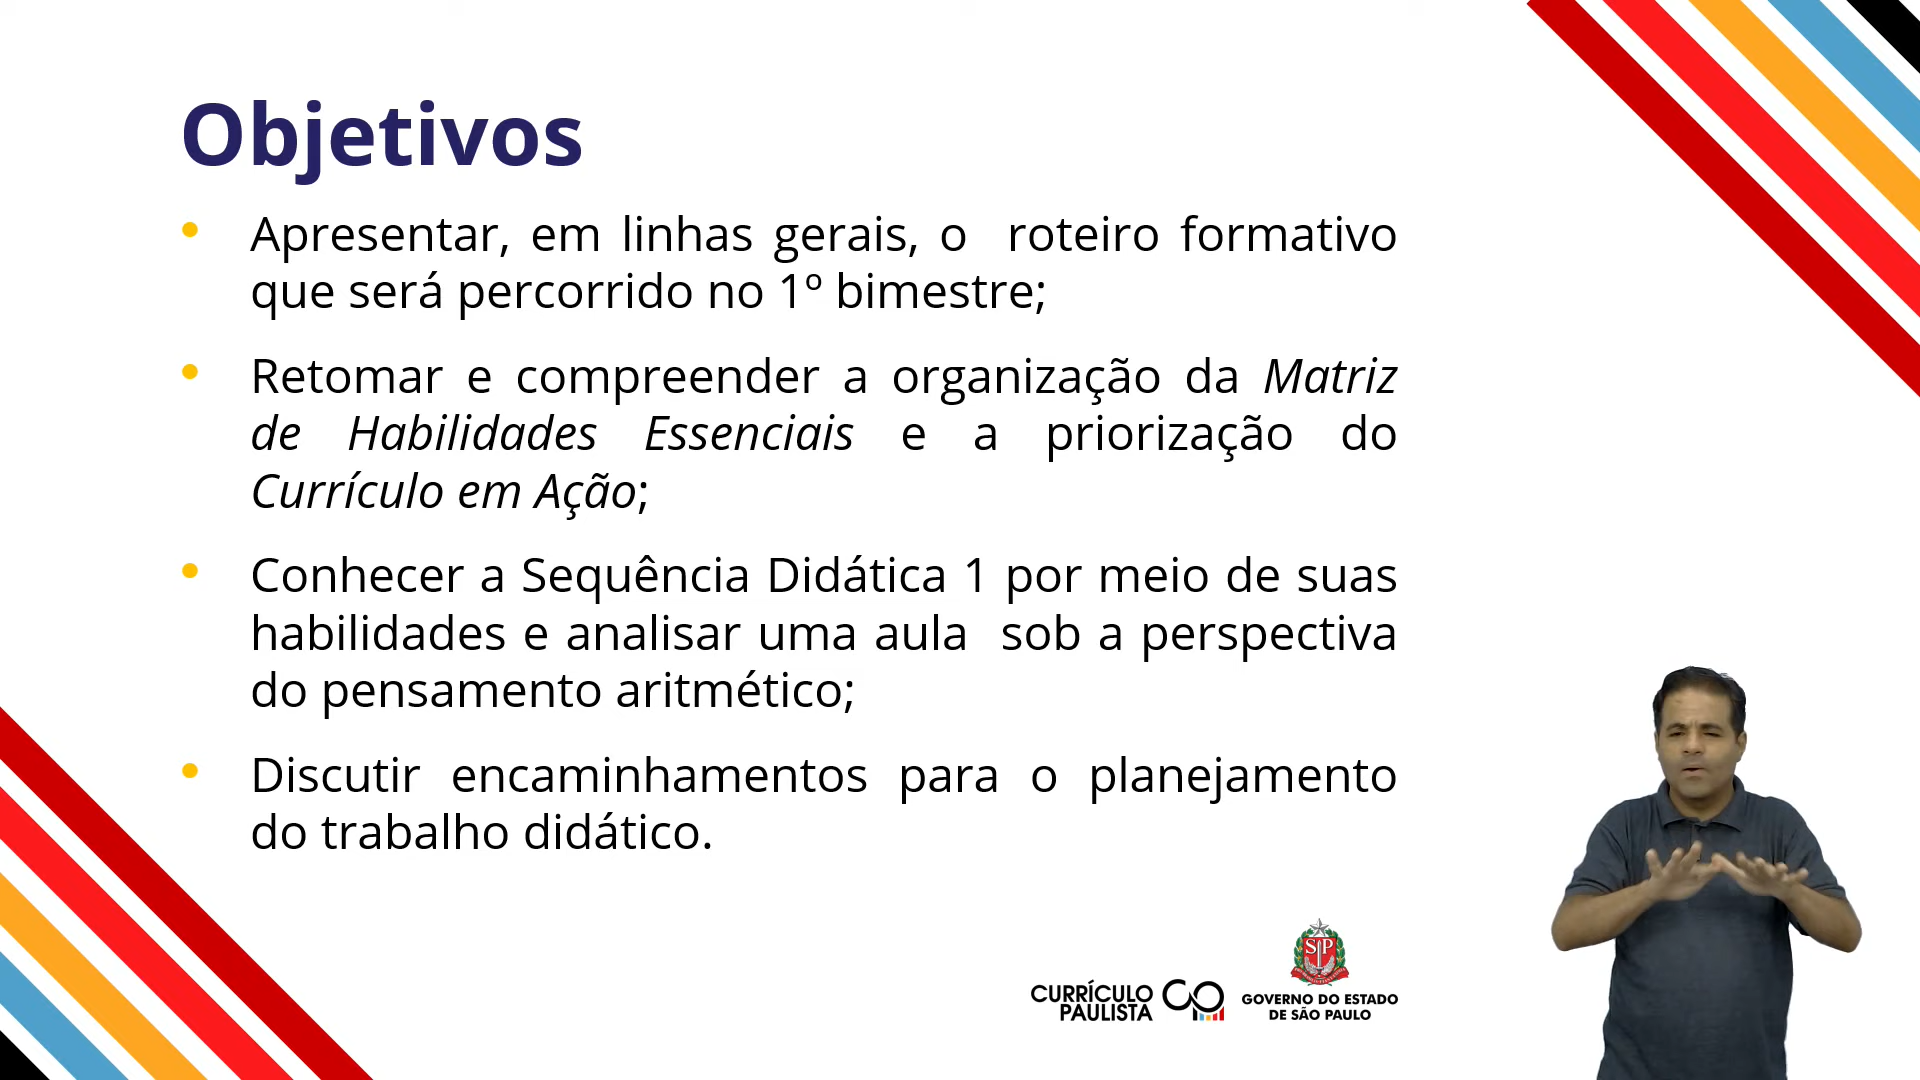 Objetivos
• Apresentar, em linhas gerais, o roteiro formativo
que será percorrido no 1º bimestre;
• Retomar e compreender a organização da Matriz
de Habilidades Essenciais e a priorização do
Currículo em Ação;
• Conhecer a Sequência Didática 1 por meio de suas
habilidades e analisar uma aula sob a perspectiva
do pensamento aritmético;
• Discutir encaminhamentos para o planejamento
do trabalho didático.
CURRÍCULO
PAULISTA
SP
GOVERNO DO ESTADO
DE SÃO PAULO